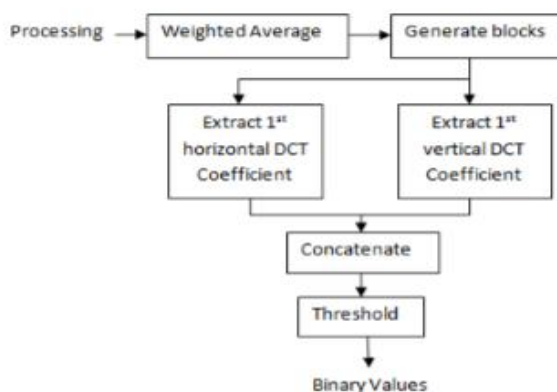 Processing
Weighted Average
Generate blocks
Extract 1st
horizontal DCT
Coefficient
Extract 1st
vertical DCT
Coefficient
Concatenate
Threshold
Binary Values